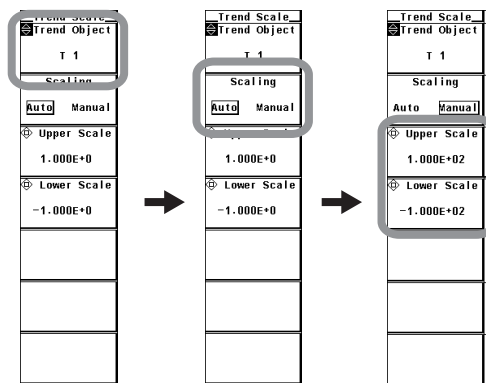 Trend Scale
Trend Object
T 1
Scaling
Auto Manual
Upper Scale
1.000E+0
Lower Scale
-1.000E+0
Trend Scale
Trend Object
T 1
Scaling
Auto Manual
Upper Scale
1.000E+0
Lower Scale
-1.000E+0
Trend Scale
Trend Object
T 1
Scaling
Auto Manual
Upper Scale
1.000E+02
Lower Scale
-1.000E+02